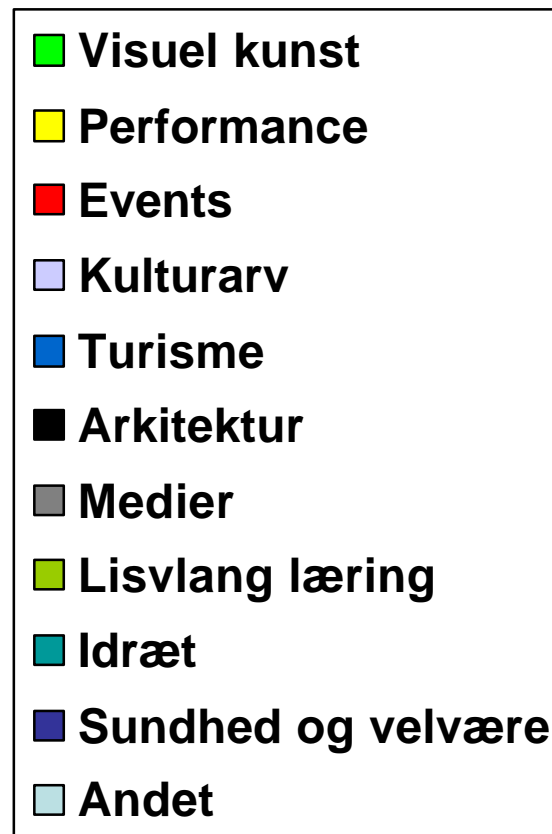 Visuel kunst
Performance
Events
Kulturarv
Turisme
Arkitektur
Medier
Lisvlang læring
Idræt
Sundhed og velvære
Andet